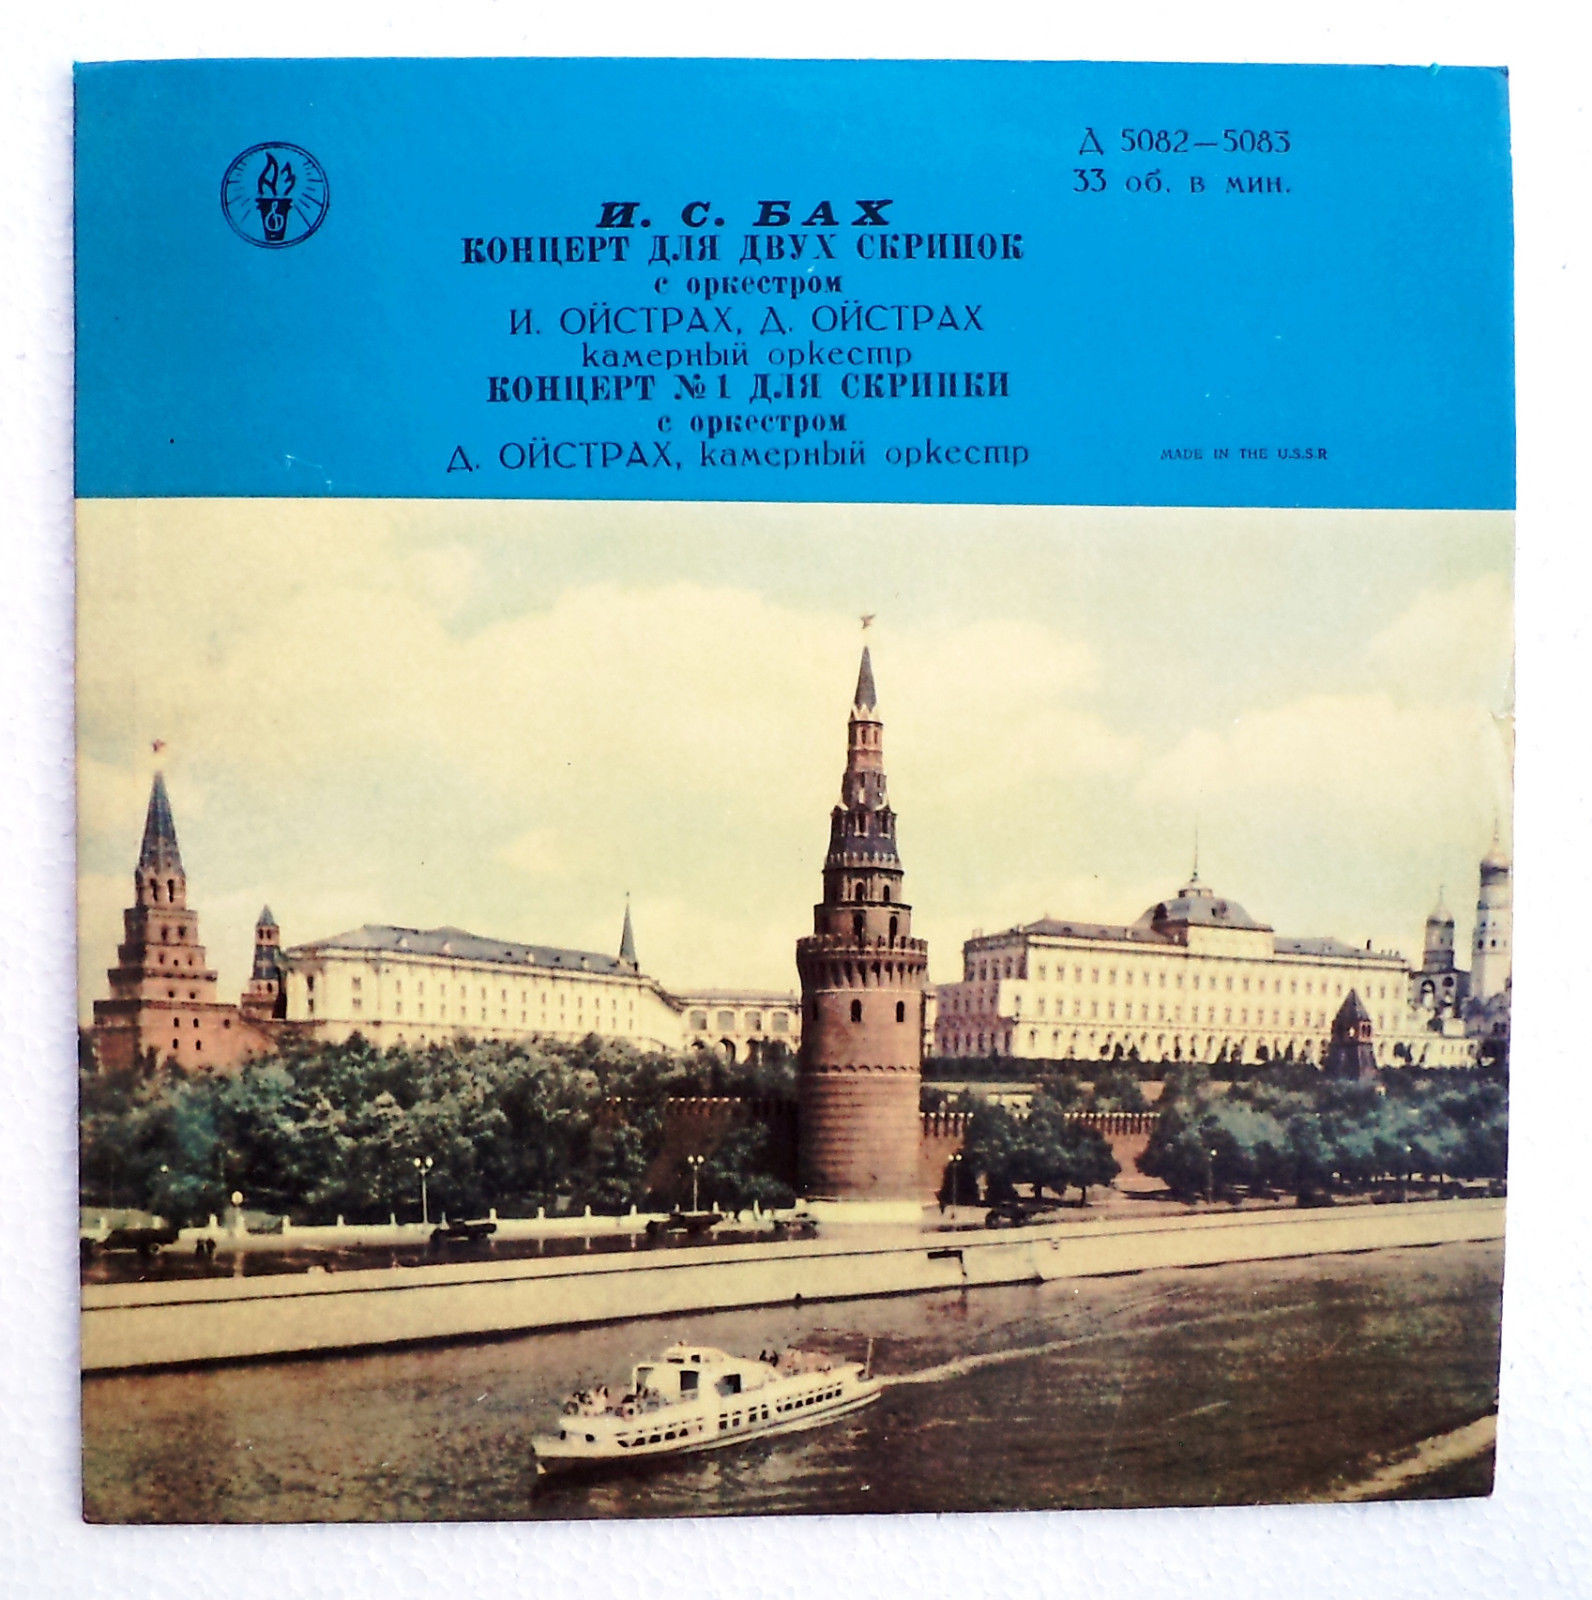 АЗ
Д 5082—5083
33 об. в мин.
И. С. БАХ
КОНЦЕРТ ДЛЯ ДВУХ СКРИПОК
с оркестром
И. ОЙСТРАХ, Д. ОЙСТРАХ
камерный оркестр
КОНЦЕРТ №1 ДЛЯ СКРИПКИ
с оркестром
Д. ОЙСТРАХ, камерный оркестр
MADE IN THE U.S.S.R